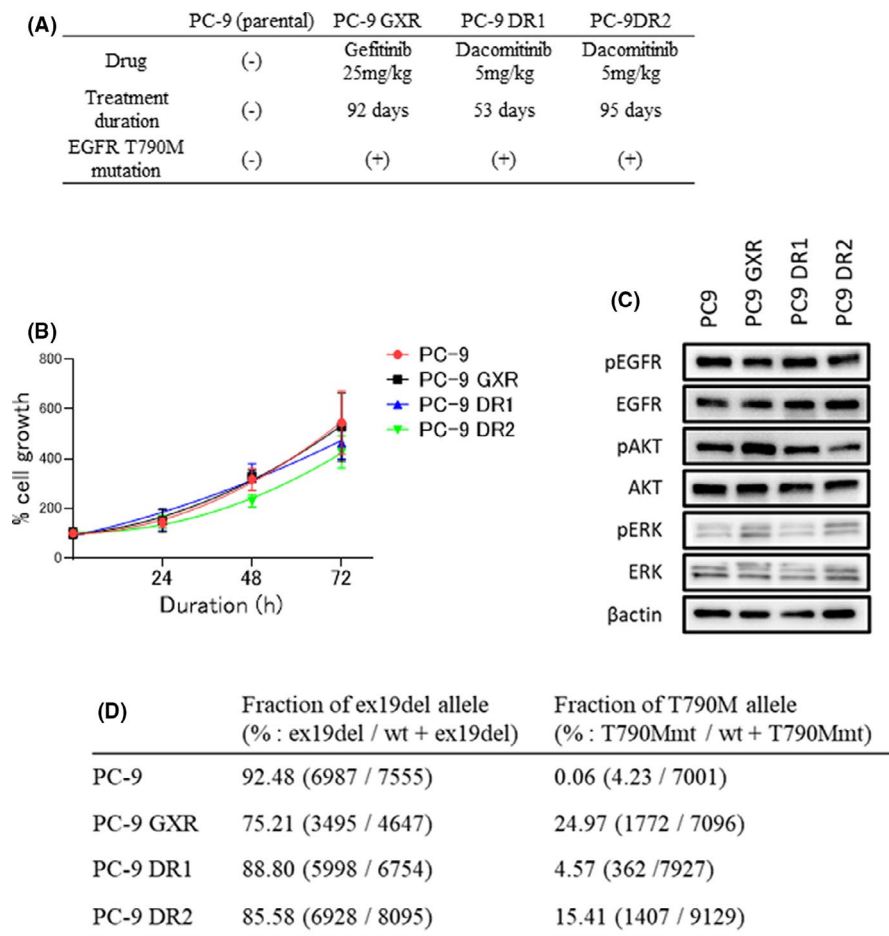 (A)
PC-9 (parental) PC-9 GXR PC-9 DR1 PC-9DR2
Drug (-) Gefitinib 25mg/kg Dacomitinib 5mg/kg Dacomitinib 5mg/kg
Treatment duration (-) 92 days 53 days 95 days
EGFR T790M mutation (-) (+) (+) (+)
(B)
% cell growth
800
600
400
200
0
24 48 72
Duration (h)
PC-9
PC-9 GXR
PC-9 DR1
PC-9 DR2
(C)
PC9 PC9 GXR PC9 DR1 PC9 DR2
pEGFR
EGFR
pAKT
AKT
pERK
ERK
βactin
(D)
Fraction of ex19del allele Fraction of T790M allele
(% : ex19del / wt + ex19del) (% : T790Mmt / wt + T790Mmt)
PC-9 92.48 (6987 / 7555) 0.06 (4.23 / 7001)
PC-9 GXR 75.21 (3495 / 4647) 24.97 (1772 / 7096)
PC-9 DR1 88.80 (5998 / 6754) 4.57 (362 /7927)
PC-9 DR2 85.58 (6928 / 8095) 15.41 (1407 / 9129)